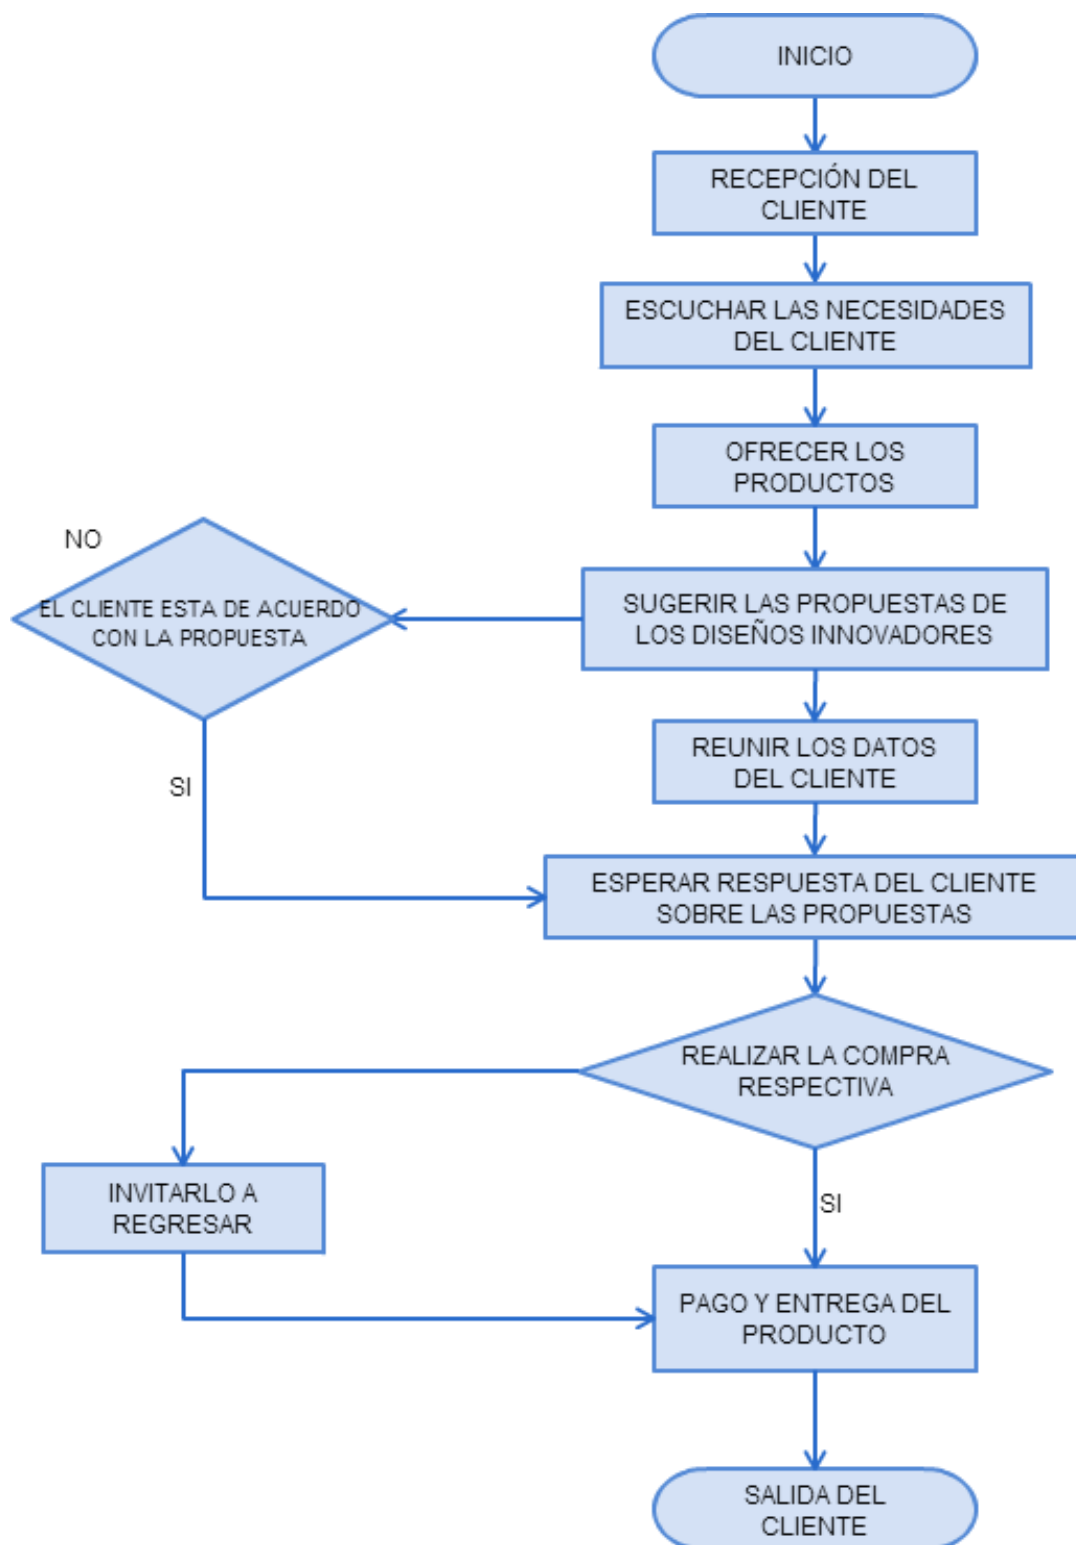 INICIO
RECEPCIÓN DEL
CLIENTE
ESCUCHAR LAS NECESIDADES
DEL CLIENTE
OFRECER LOS
PRODUCTOS
NO
EL CLIENTE ESTA DE ACUERDO
CON LA PROPUESTA
SUGERIR LAS PROPUESTAS DE
LOS DISEÑOS INNOVADORES
REUNIR LOS DATOS
DEL CLIENTE
SI
ESPERAR RESPUESTA DEL CLIENTE
SOBRE LAS PROPUESTAS
REALIZAR LA COMPRA
RESPECTIVA
INVITARLO A
REGRESAR
SI
PAGO Y ENTREGA DEL
PRODUCTO
SALIDA DEL
CLIENTE